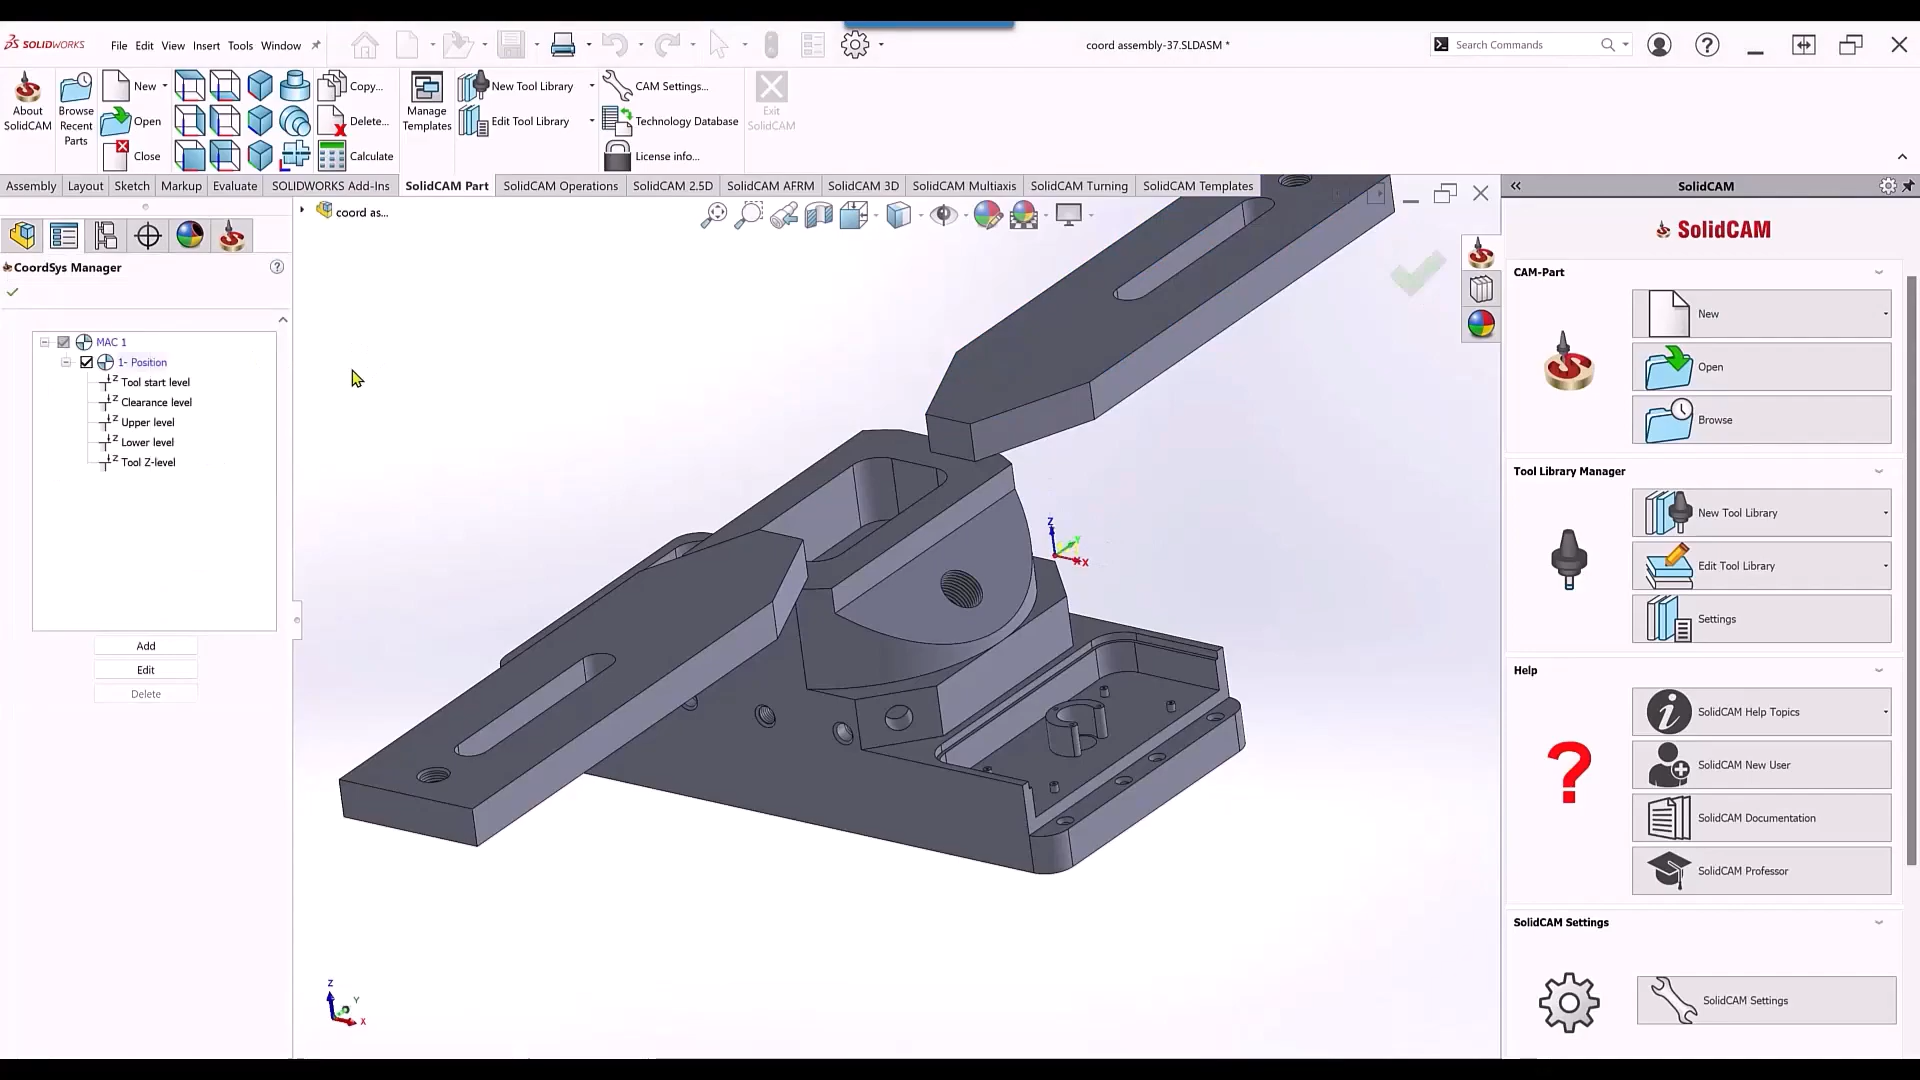 SOLIDWORKS File Edit View Insert Tools Window coord assembly-37.SLDASM * Search Commands
About SolidCAM
Browse Recent Parts
New
Open
Close
Copy...
Delete...
Calculate
Manage Templates
New Tool Library
Edit Tool Library
CAM Settings...
Technology Database
License info...
Exit SolidCAM
Assembly Layout Sketch Markup Evaluate SOLIDWORKS Add-Ins SolidCAM Part SolidCAM Operations SolidCAM 2.5D SolidCAM AFRM SolidCAM 3D SolidCAM Multiaxis SolidCAM Turning SolidCAM Templates
SolidCAM
coord as...
CoordSys Manager
MAC 1
1- Position
Tool start level
Clearance level
Upper level
Lower level
Tool Z-level
Add
Edit
Delete
Z
Y
X
Z
Y
X
SolidCAM
CAM-Part
New
Open
Browse
Tool Library Manager
New Tool Library
Edit Tool Library
Settings
Help
SolidCAM Help Topics
SolidCAM New User
SolidCAM Documentation
SolidCAM Professor
SolidCAM Settings
SolidCAM Settings